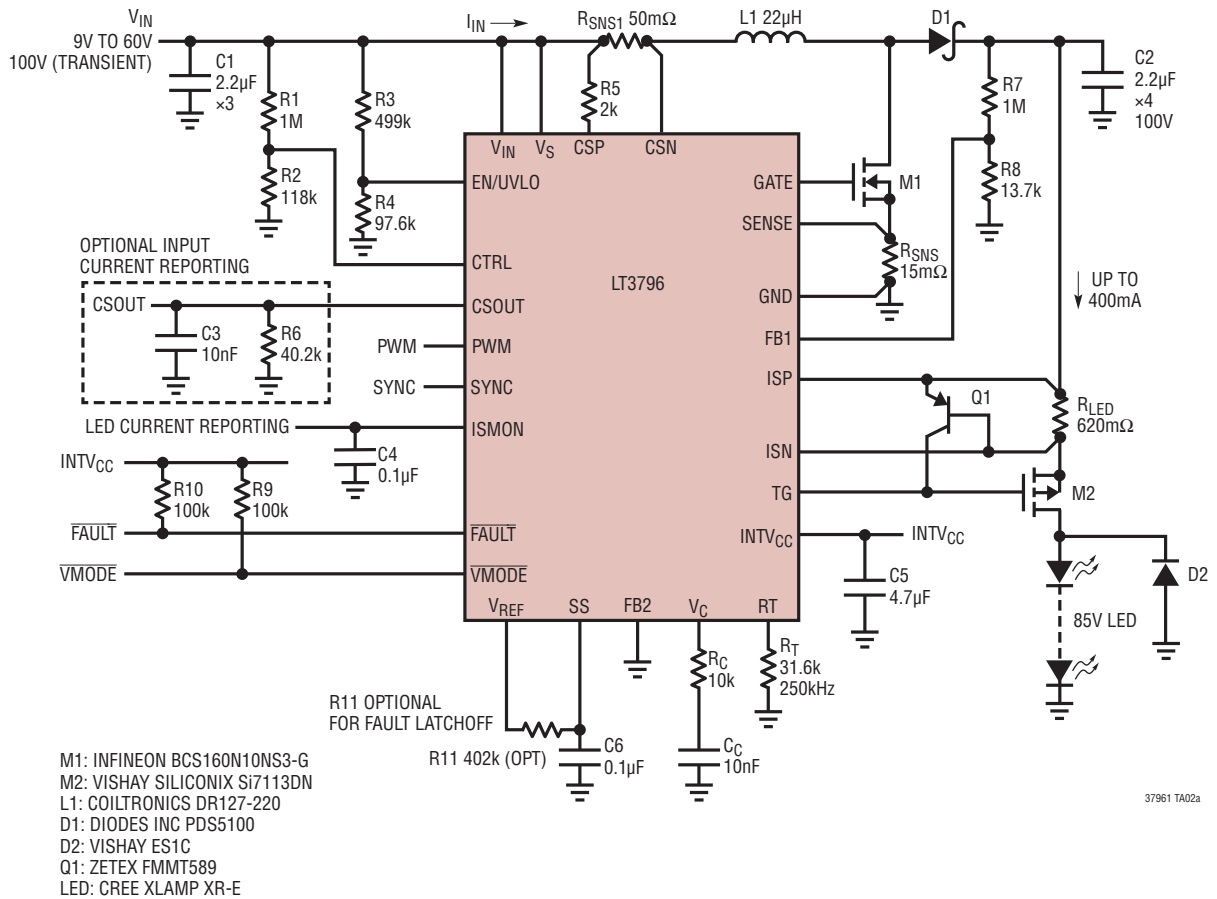 VIN
9V TO 60V
100V (TRANSIENT)
IIN
RSNS1 50mΩ
L1 22µH
D1
C1
2.2µF
×3
R1
1M
R3
499k
R5
2k
R7
1M
C2
2.2µF
×4
100V
R2
118k
R4
97.6k
VIN
VS
CSP
CSN
EN/UVLO
GATE
M1
R8
13.7k
SENSE
RSNS
15mΩ
OPTIONAL INPUT
CURRENT REPORTING
CTRL
LT3796
GND
UP TO
400mA
CSOUT
CSOUT
C3
10nF
R6
40.2k
FB1
PWM
PWM
SYNC
SYNC
ISP
Q1
RLED
620mΩ
LED CURRENT REPORTING
ISMON
ISN
C4
0.1µF
INTVCC
R10
100k
R9
100k
TG
M2
FAULT
FAULT
INTVCC
INTVCC
VMODE
VMODE
C5
4.7µF
D2
85V LED
VREF
SS
FB2
VC
RT
RC
10k
RT
31.6k
250kHz
R11 OPTIONAL
FOR FAULT LATCHOFF
R11 402k (OPT)
C6
0.1µF
CC
10nF
M1: INFINEON BCS160N10NS3-G
M2: VISHAY SILICONIX Si7113DN
L1: COILTRONICS DR127-220
D1: DIODES INC PDS5100
D2: VISHAY ES1C
Q1: ZETEX FMMT589
LED: CREE XLAMP XR-E
37961 TA02a